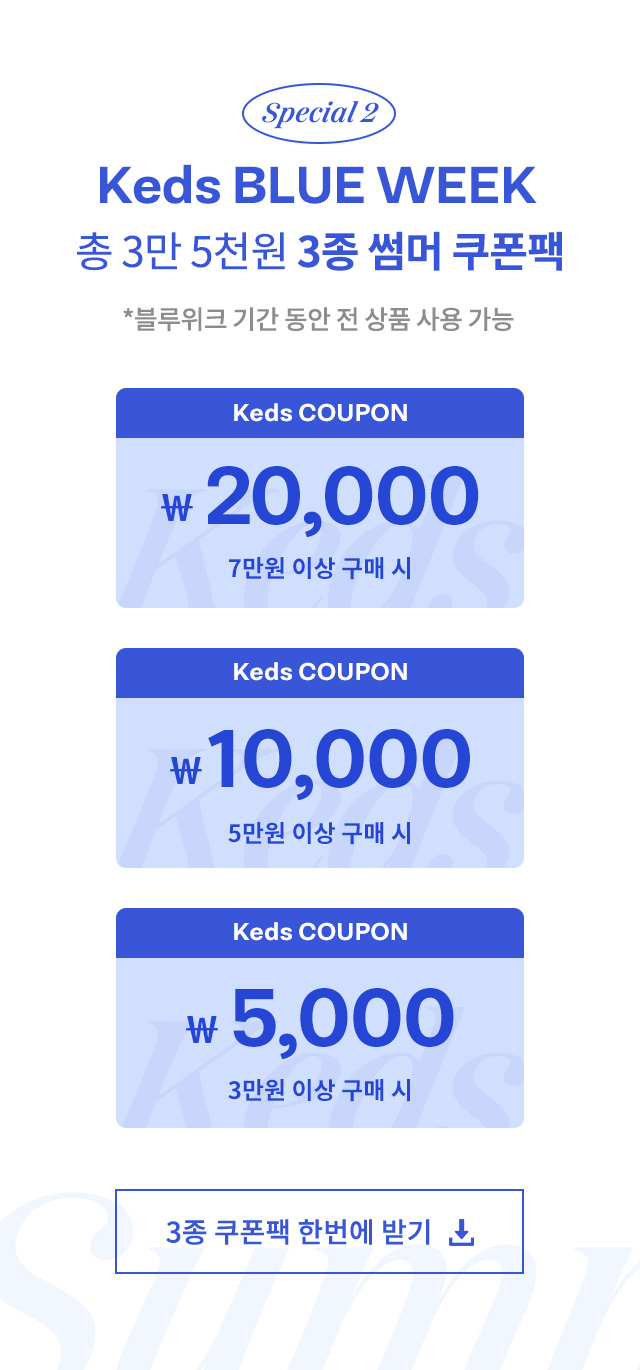 Special 2
Keds BLUE WEEK
총 3만 5천원 3종 썸머 쿠폰팩
*블루위크 기간 동안 전 상품 사용 가능
Keds COUPON
₩ 20,000
7만원 이상 구매 시
Keds COUPON
₩ 10,000
5만원 이상 구매 시
Keds COUPON
₩ 5,000
3만원 이상 구매 시
3종 쿠폰팩 한번에 받기